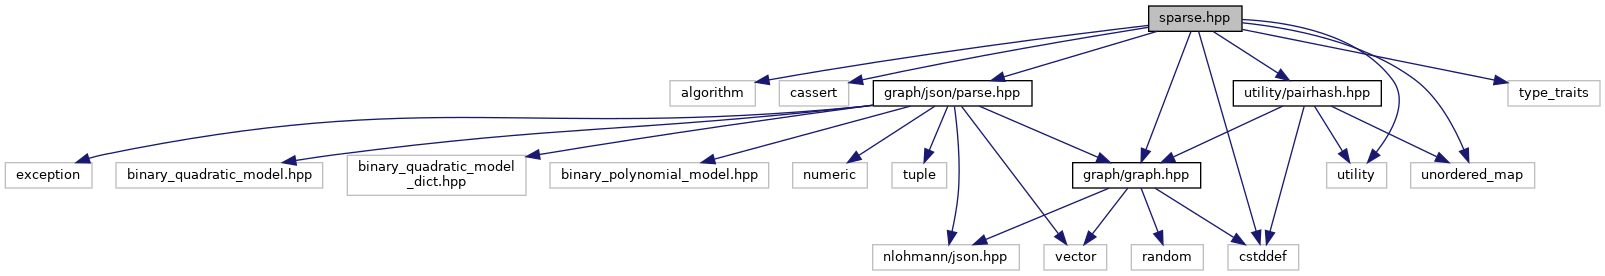 sparse.hpp
algorithm
cassert
graph/json/parse.hpp
utility/pairhash.hpp
type_traits
exception
binary_quadratic_model.hpp
binary_quadratic_model
_dict.hpp
binary_polynomial_model.hpp
numeric
tuple
graph/graph.hpp
utility
unordered_map
nlohmann/json.hpp
vector
random
cstddef